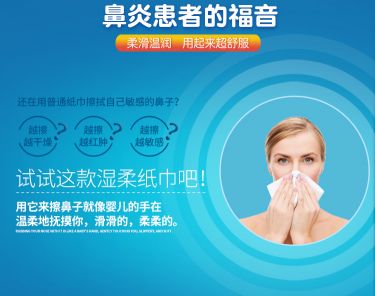 鼻炎患者的福音
柔滑温润 用起来超舒服
还在用普通纸巾擦拭自己敏感的鼻子?
越擦 越擦 越擦
越干燥 越红肿 越敏感
? ? ?
试试这款湿柔纸巾吧!
用它来擦鼻子就像婴儿的手在
温柔地抚摸你，滑滑的，柔柔的。